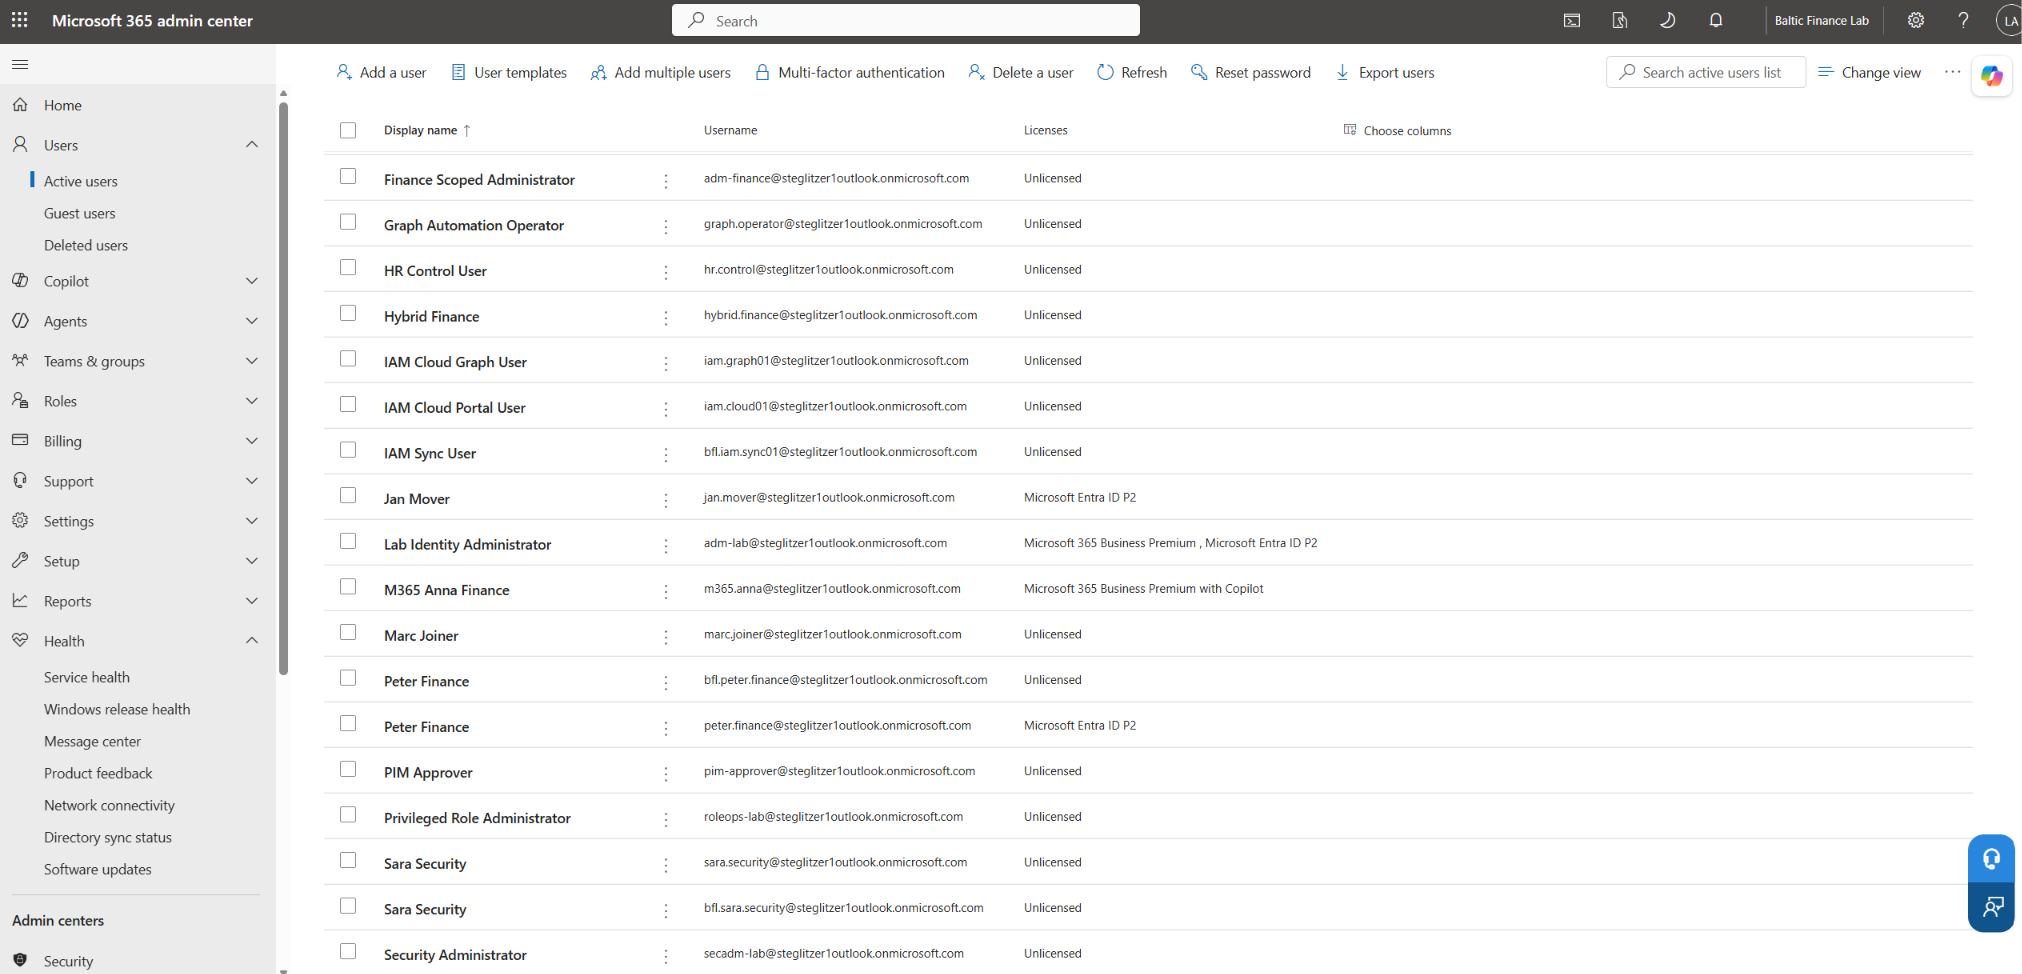 Microsoft 365 admin center
Search
Baltic Finance Lab
LA
Add a user
User templates
Add multiple users
Multi-factor authentication
Delete a user
Refresh
Reset password
Export users
Search active users list
Change view
Home
Users
Active users
Guest users
Deleted users
Copilot
Agents
Teams & groups
Roles
Billing
Support
Settings
Setup
Reports
Health
Service health
Windows release health
Message center
Product feedback
Network connectivity
Directory sync status
Software updates
Admin centers
Security
Display name ↑ Username Licenses Choose columns
Finance Scoped Administrator adm-finance@steglitzer1outlook.onmicrosoft.com Unlicensed
Graph Automation Operator graph.operator@steglitzer1outlook.onmicrosoft.com Unlicensed
HR Control User hr.control@steglitzer1outlook.onmicrosoft.com Unlicensed
Hybrid Finance hybrid.finance@steglitzer1outlook.onmicrosoft.com Unlicensed
IAM Cloud Graph User iam.graph01@steglitzer1outlook.onmicrosoft.com Unlicensed
IAM Cloud Portal User iam.cloud01@steglitzer1outlook.onmicrosoft.com Unlicensed
IAM Sync User bfl.iam.sync01@steglitzer1outlook.onmicrosoft.com Unlicensed
Jan Mover jan.mover@steglitzer1outlook.onmicrosoft.com Microsoft Entra ID P2
Lab Identity Administrator adm-lab@steglitzer1outlook.onmicrosoft.com Microsoft 365 Business Premium , Microsoft Entra ID P2
M365 Anna Finance m365.anna@steglitzer1outlook.onmicrosoft.com Microsoft 365 Business Premium with Copilot
Marc Joiner marc.joiner@steglitzer1outlook.onmicrosoft.com Unlicensed
Peter Finance bfl.peter.finance@steglitzer1outlook.onmicrosoft.com Unlicensed
Peter Finance peter.finance@steglitzer1outlook.onmicrosoft.com Microsoft Entra ID P2
PIM Approver pim-approver@steglitzer1outlook.onmicrosoft.com Unlicensed
Privileged Role Administrator roleops-lab@steglitzer1outlook.onmicrosoft.com Unlicensed
Sara Security sara.security@steglitzer1outlook.onmicrosoft.com Unlicensed
Sara Security bfl.sara.security@steglitzer1outlook.onmicrosoft.com Unlicensed
Security Administrator secadm-lab@steglitzer1outlook.onmicrosoft.com Unlicensed